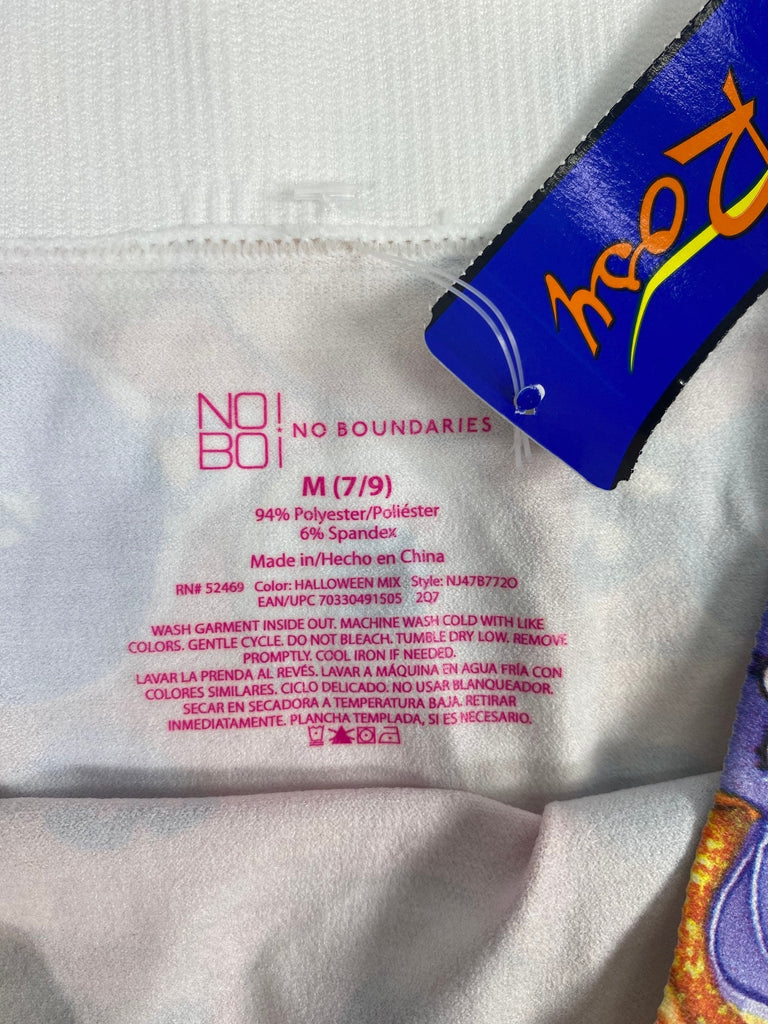 Rosy
NO!
BO¡
NO BOUNDARIES
M (7/9)
94% Polyester/Poliéster
6% Spandex
Made in/Hecho en China
RN# 52469 Color: HALLOWEEN MIX Style: NJ47B772O
EAN/UPC 70330491505 2Q7
WASH GARMENT INSIDE OUT. MACHINE WASH COLD WITH LIKE
COLORS. GENTLE CYCLE. DO NOT BLEACH. TUMBLE DRY LOW. REMOVE
PROMPTLY. COOL IRON IF NEEDED.
LAVAR LA PRENDA AL REVÉS. LAVAR A MÁQUINA EN AGUA FRÍA CON
COLORES SIMILARES. CICLO DELICADO. NO USAR BLANQUEADOR.
SECAR EN SECADORA A TEMPERATURA BAJA. RETIRAR
INMEDIATAMENTE. PLANCHA TEMPLADA, SI ES NECESARIO.